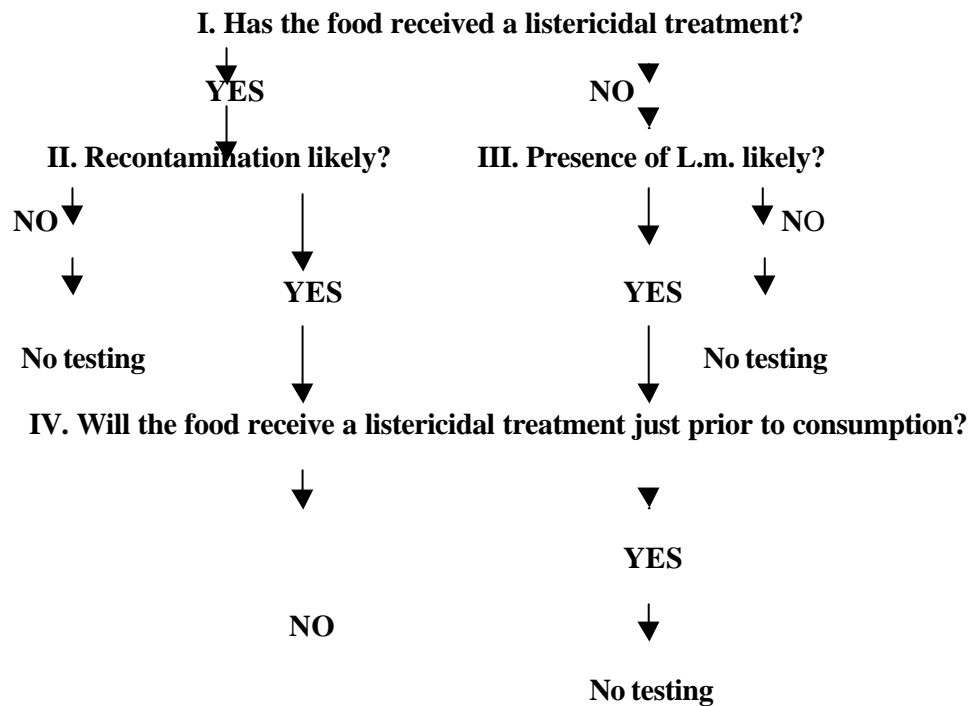 I. Has the food received a listericidal treatment?
YES NO
II. Recontamination likely? III. Presence of L.m. likely?
NO NO
YES YES
No testing No testing
IV. Will the food receive a listericidal treatment just prior to consumption?
YES
NO
No testing